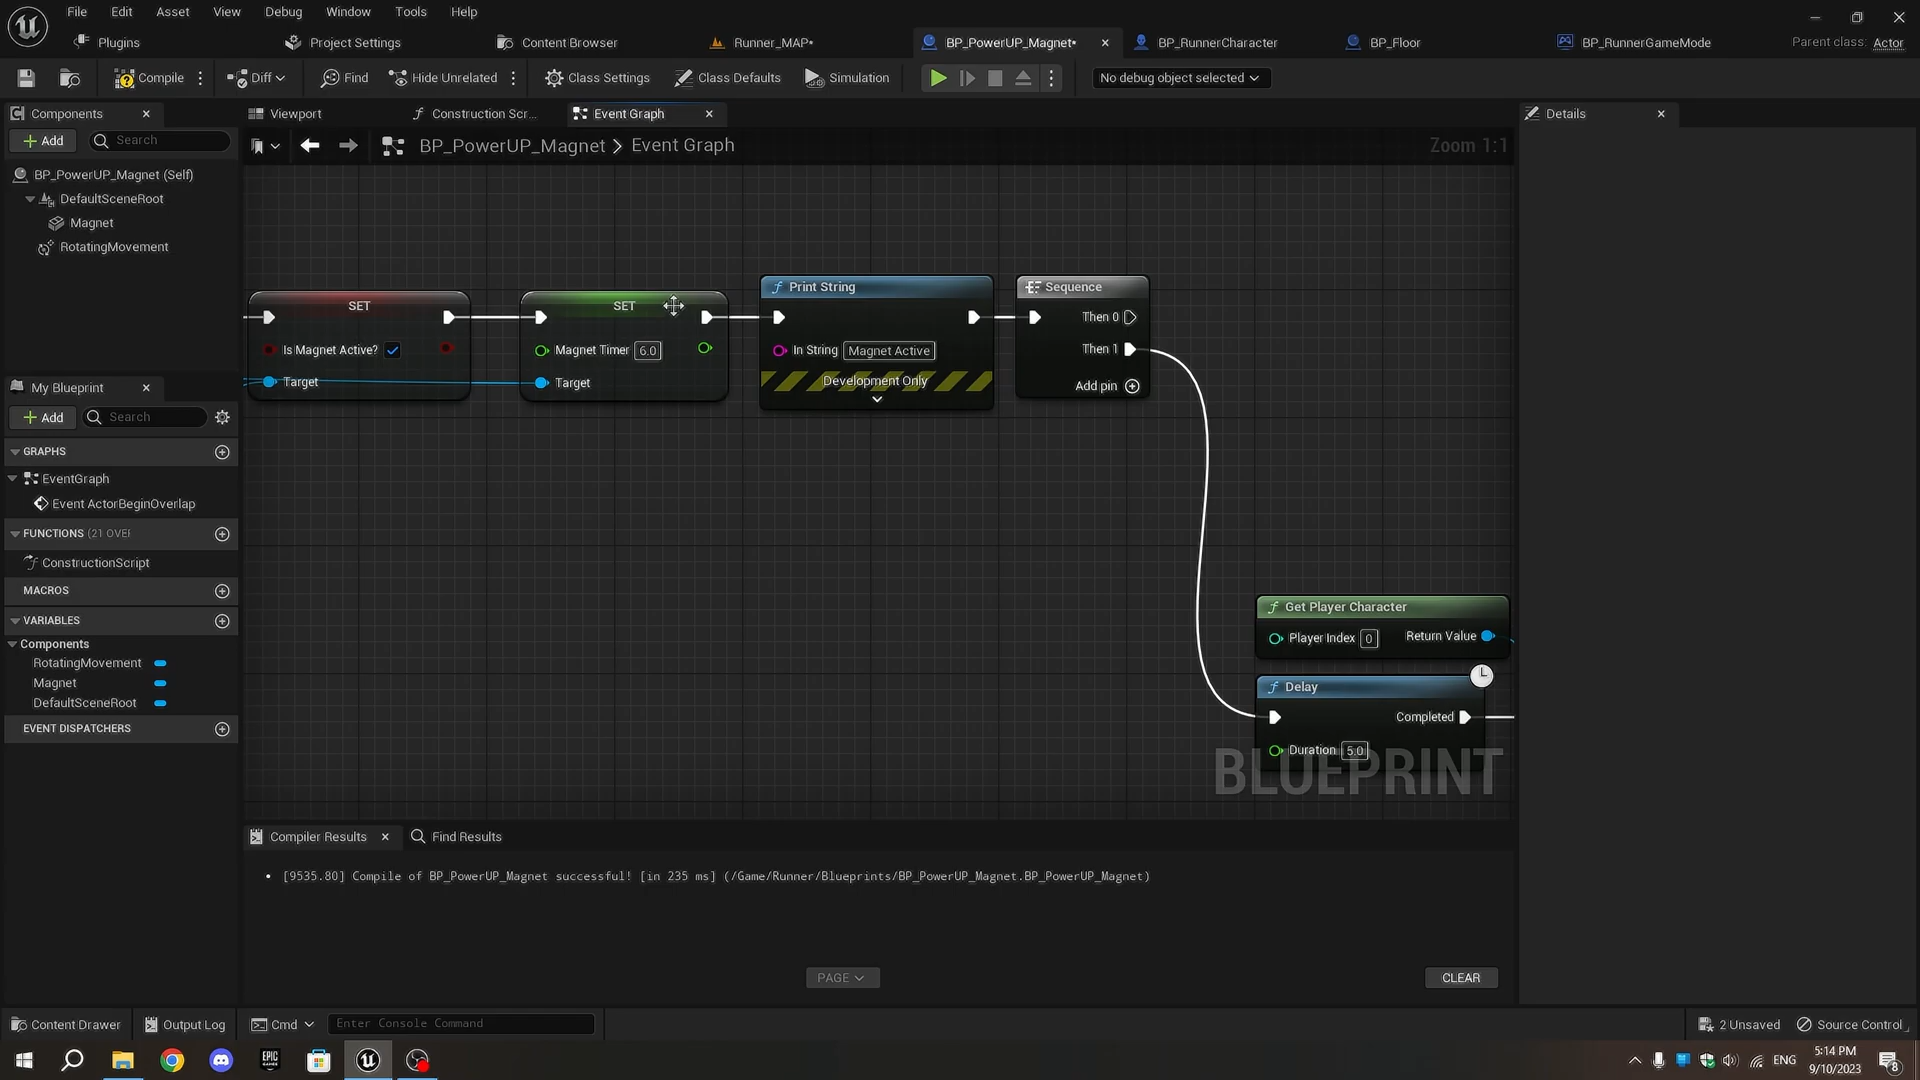 File Edit Asset View Debug Window Tools Help
Plugins Project Settings Content Browser Runner_MAP* BP_PowerUP_Magnet* BP_RunnerCharacter BP_Floor BP_RunnerGameMode Parent class: Actor
Compile Diff Find Hide Unrelated Class Settings Class Defaults Simulation No debug object selected
Components Viewport Construction Scr... Event Graph Details
Add Search BP_PowerUP_Magnet > Event Graph Zoom 1:1
BP_PowerUP_Magnet (Self)
DefaultSceneRoot
Magnet
RotatingMovement
SET
Is Magnet Active?
Target
SET
Magnet Timer 6.0
Target
Print String
In String Magnet Active
Development Only
Sequence
Then 0
Then 1
Add pin
Get Player Character
Player Index 0 Return Value
Delay
Completed
Duration 5.0
BLUEPRINT
My Blueprint
Add Search
GRAPHS
EventGraph
Event ActorBeginOverlap
FUNCTIONS (21 OVER
ConstructionScript
MACROS
VARIABLES
Components
RotatingMovement
Magnet
DefaultSceneRoot
EVENT DISPATCHERS
Compiler Results Find Results
[9535.80] Compile of BP_PowerUP_Magnet successful! [in 235 ms] (/Game/Runner/Blueprints/BP_PowerUP_Magnet.BP_PowerUP_Magnet)
PAGE CLEAR
Content Drawer Output Log Cmd Enter Console Command 2 Unsaved Source Control
EPIC GAMES ENG 5:14 PM
9/10/2023 8